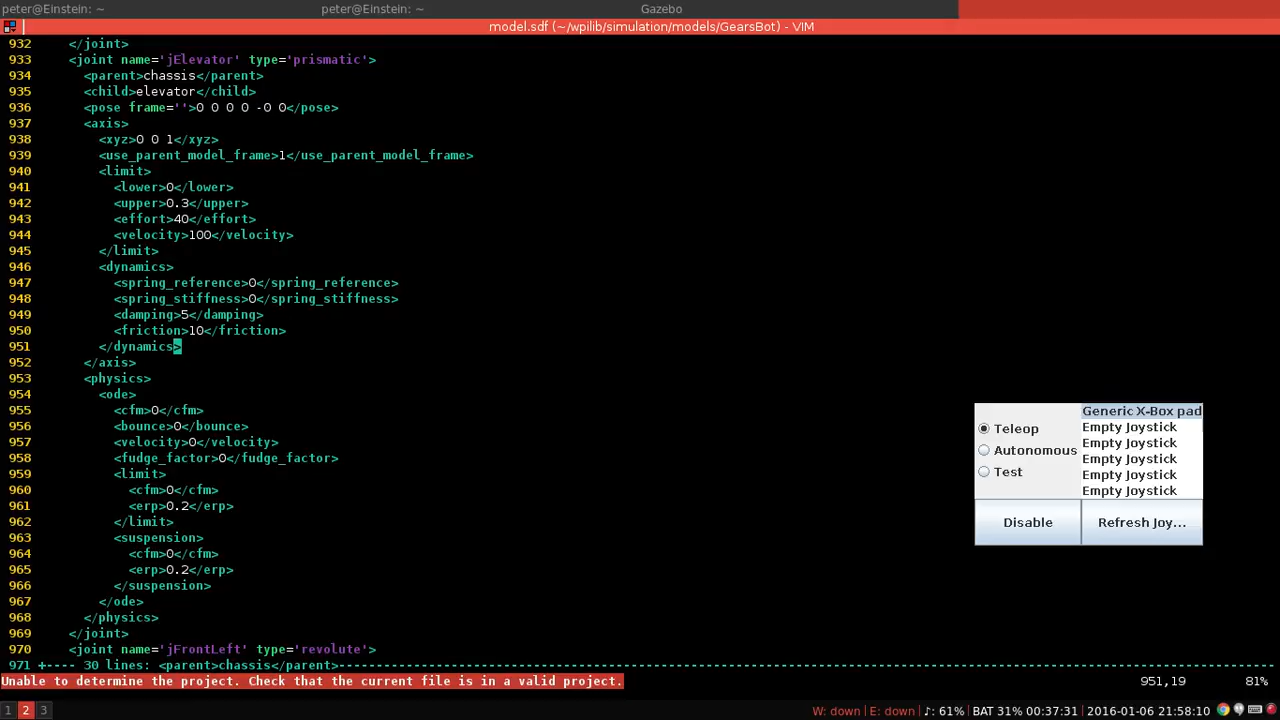 peter@Einstein: ~ peter@Einstein: ~ Gazebo
model.sdf (~/wpilib/simulation/models/GearsBot) - VIM
932 </joint>
933 <joint name='jElevator' type='prismatic'>
934 <parent>chassis</parent>
935 <child>elevator</child>
936 <pose frame=''>0 0 0 0 -0 0</pose>
937 <axis>
938 <xyz>0 0 1</xyz>
939 <use_parent_model_frame>1</use_parent_model_frame>
940 <limit>
941 <lower>0</lower>
942 <upper>0.3</upper>
943 <effort>40</effort>
944 <velocity>100</velocity>
945 </limit>
946 <dynamics>
947 <spring_reference>0</spring_reference>
948 <spring_stiffness>0</spring_stiffness>
949 <damping>5</damping>
950 <friction>10</friction>
951 </dynamics>
952 </axis>
953 <physics>
954 <ode>
955 <cfm>0</cfm>
956 <bounce>0</bounce>
957 <velocity>0</velocity>
958 <fudge_factor>0</fudge_factor>
959 <limit>
960 <cfm>0</cfm>
961 <erp>0.2</erp>
962 </limit>
963 <suspension>
964 <cfm>0</cfm>
965 <erp>0.2</erp>
966 </suspension>
967 </ode>
968 </physics>
969 </joint>
970 <joint name='jFrontLeft' type='revolute'>
971 +---- 30 lines: <parent>chassis</parent>-----------------------------------------------------------------------------------------------------------------------------
Unable to determine the project. Check that the current file is in a valid project. 951,19 81%
Generic X-Box pad
Teleop Empty Joystick
Empty Joystick
Autonomous Empty Joystick
Test Empty Joystick
Empty Joystick
Disable Refresh Joy...
1 2 3 W: down | E: down | ♪: 61% | BAT 31% 00:37:31 | 2016-01-06 21:58:10